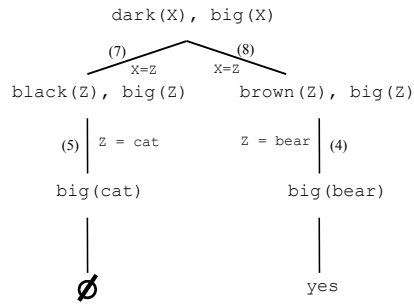 dark(X), big(X)
(7) (8)
X=Z X=Z
black(Z), big(Z) brown(Z), big(Z)
(5) Z = cat Z = bear (4)
big(cat) big(bear)
Ø yes